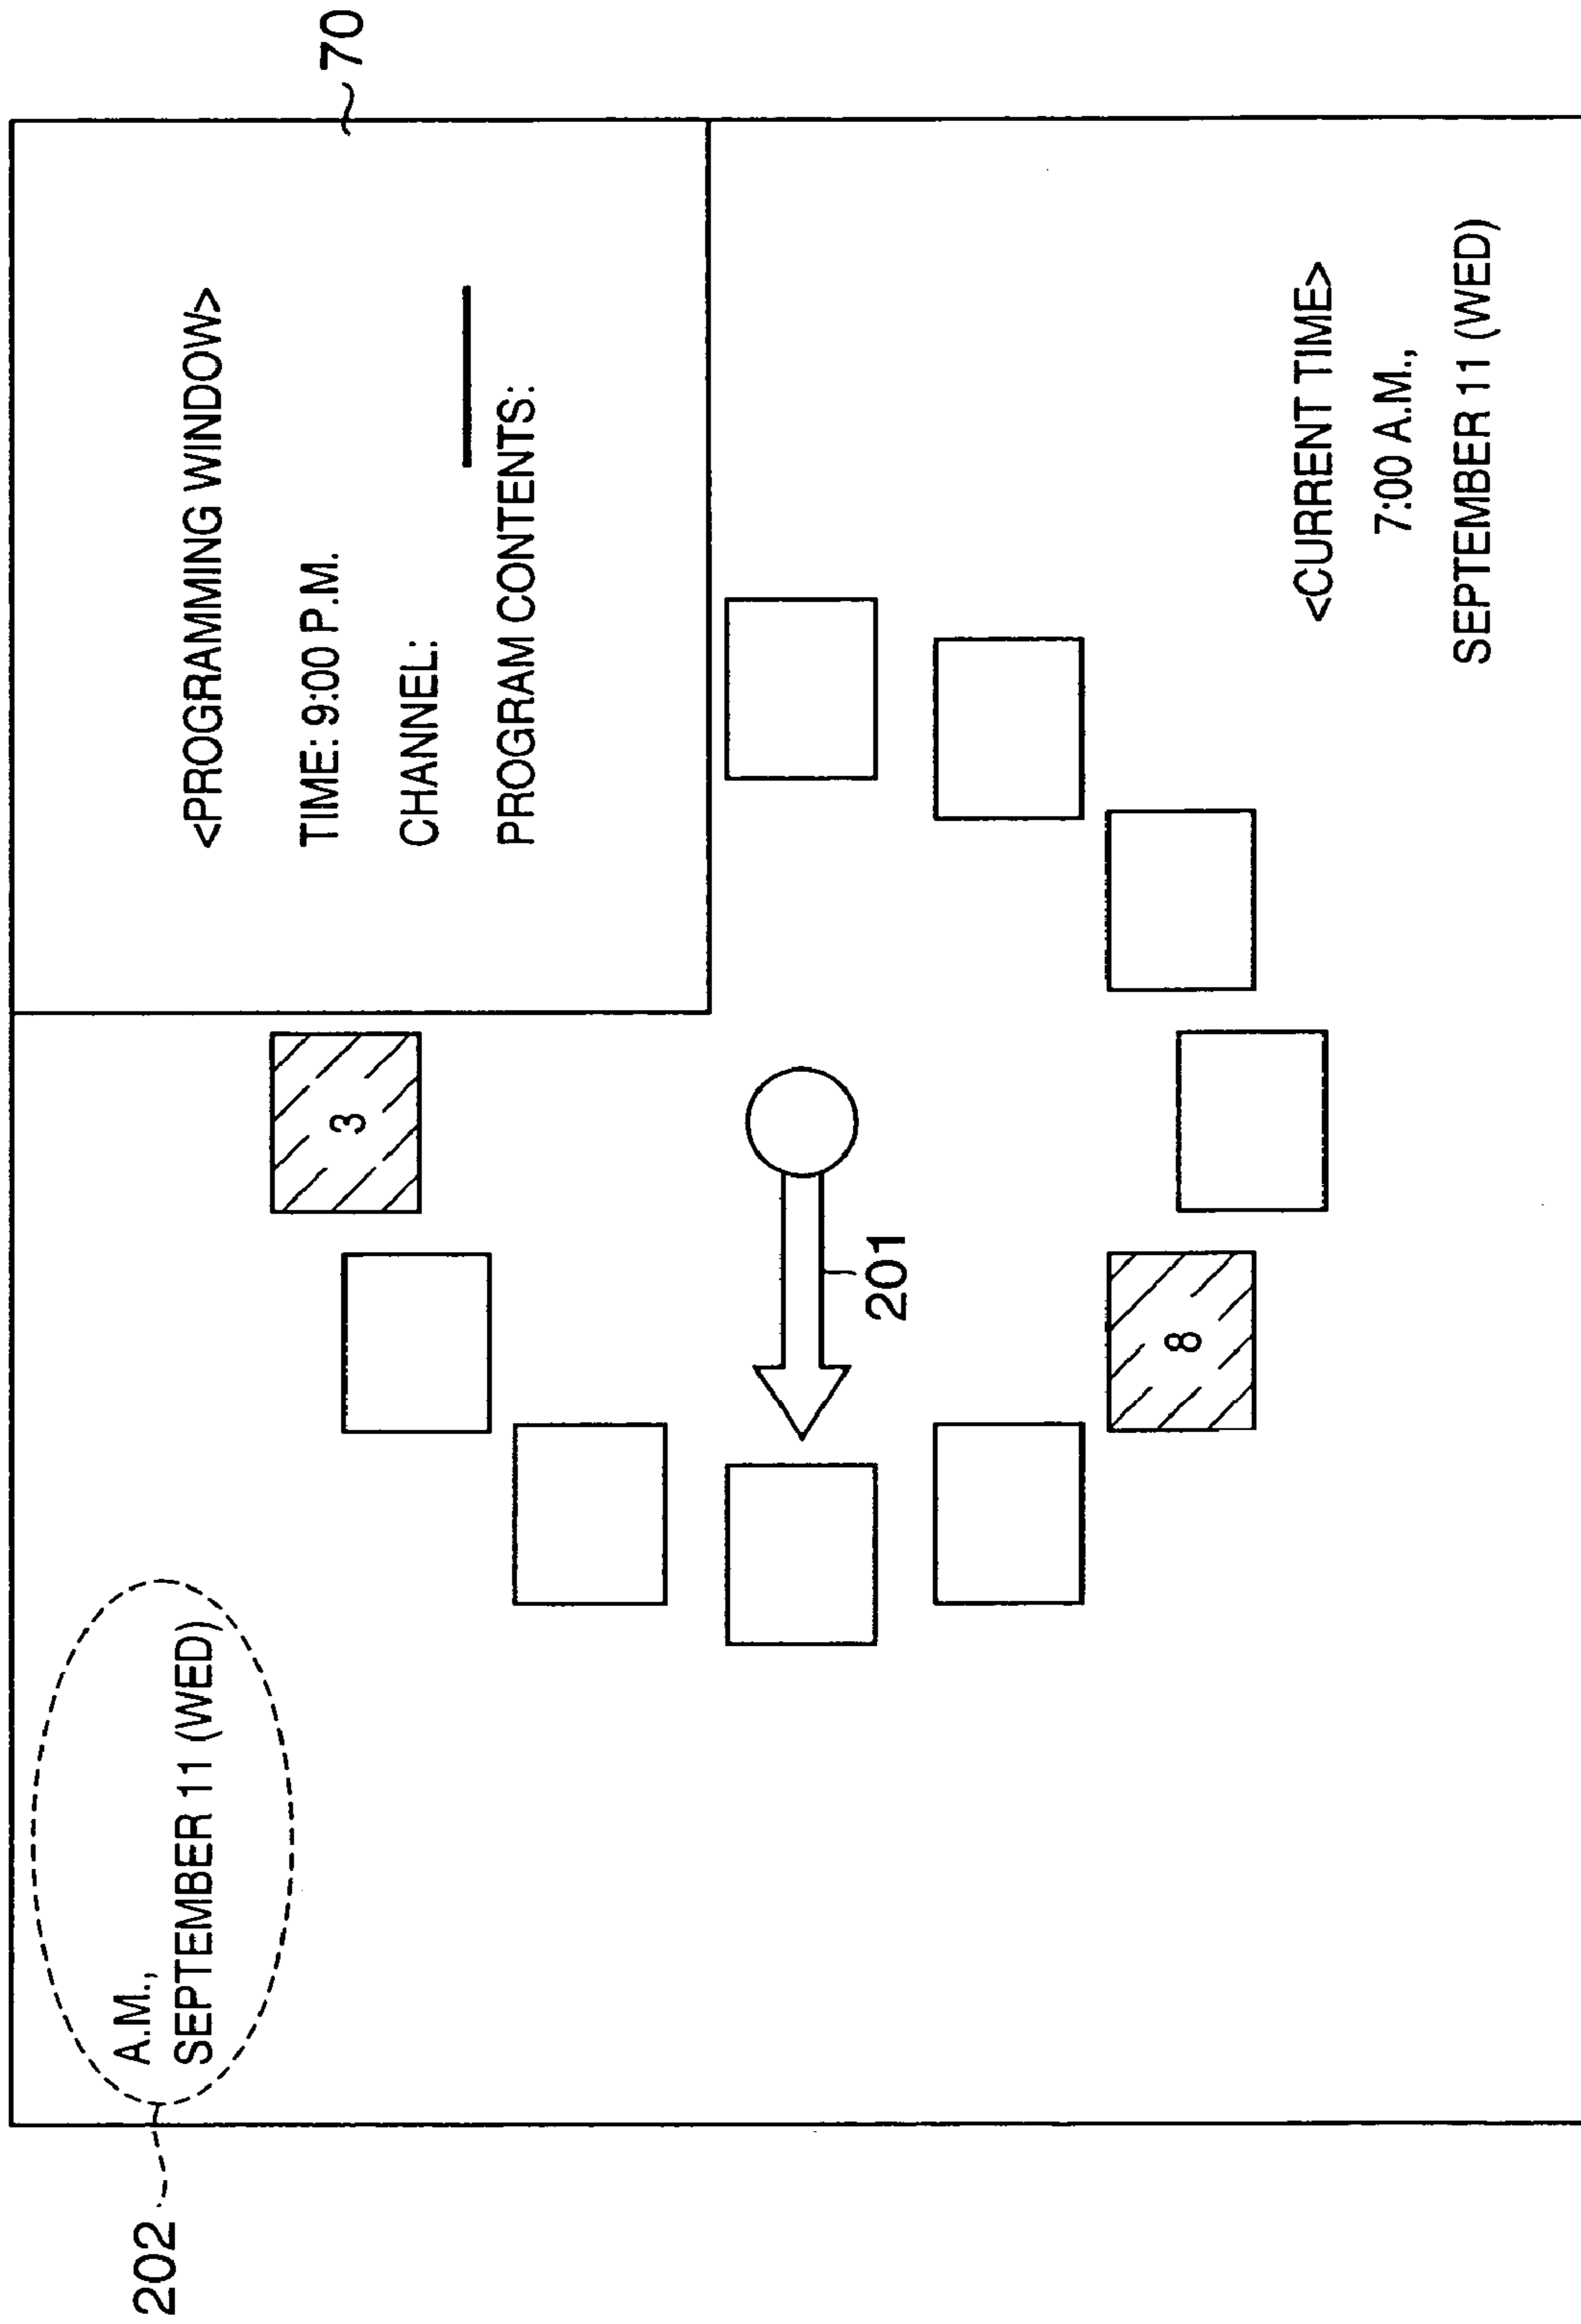 202
A.M.,
SEPTEMBER 11 (WED)
<PROGRAMMING WINDOW>
TIME: 9:00 P.M.
CHANNEL:
PROGRAM CONTENTS:
70
3
201
8
<CURRENT TIME>
7:00 A.M.,
SEPTEMBER 11 (WED)